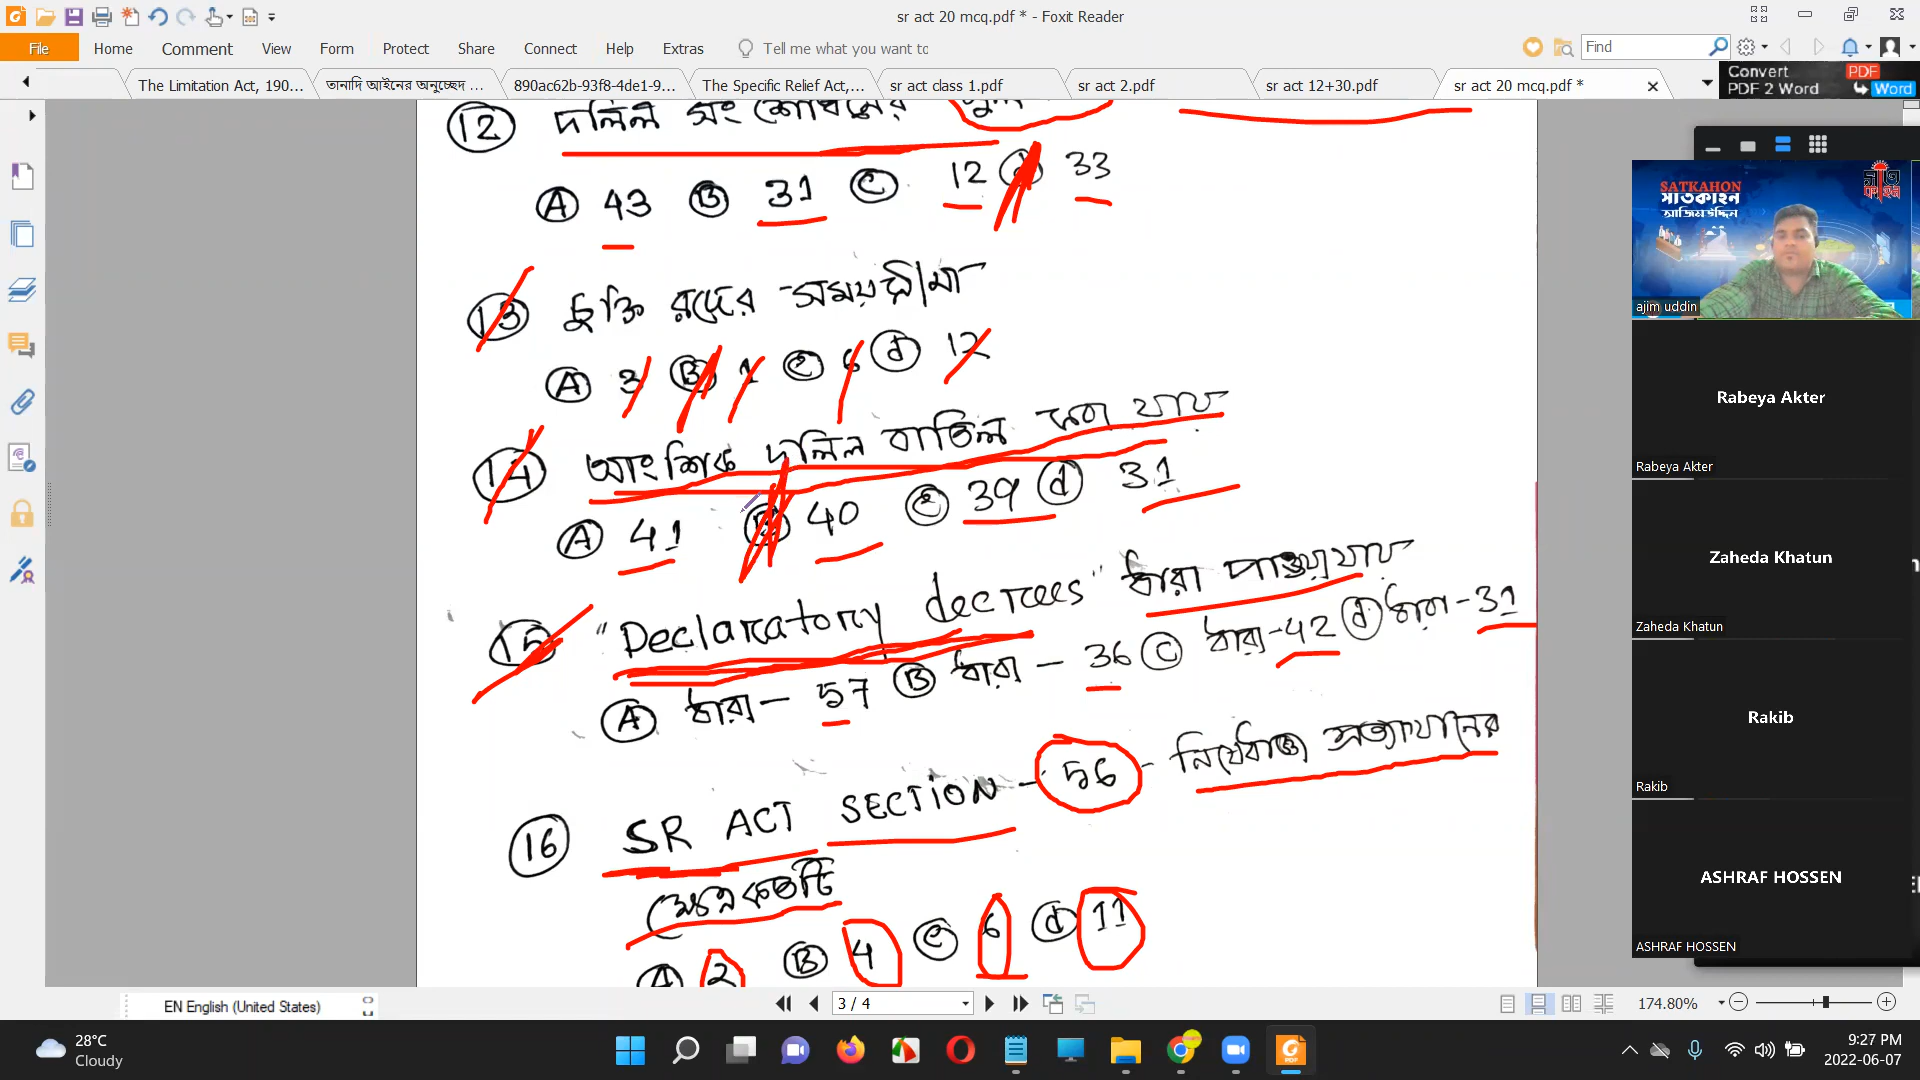 sr act 20 mcq.pdf * - Foxit Reader
File Home Comment View Form Protect Share Connect Help Extras Tell me what you want to Find
The Limitation Act, 190... তানাদি আইনের অনুচ্ছেদ ... 890ac62b-93f8-4de1-9... The Specific Relief Act,... sr act class 1.pdf sr act 2.pdf sr act 12+30.pdf sr act 20 mcq.pdf *
Convert PDF
PDF 2 Word Word
12 দলিল সংশোধনের
A 43 B 31 C 12 d 33
13 চুক্তি রদের সময়সীমা
A 3 B 1 C 6 d 12
14 আংশিক দলিল বাতিল করা যায়
A 41 B 40 C 39 d 31
15 "Declaratory decrees" ধারা পাওয়া যায়
A ধারা - 57 B ধারা - 36 C ধারা - 42 d ধারা - 31
16 SR ACT SECTION - 56 - নিষেধাজ্ঞা প্রত্যাখানের
ক্ষেত্র কতটি
A 2 B 4 C 6 d 11
SATKAHON
সাতকাহন
আজিম উদ্দিন
ajim uddin
Rabeya Akter
Rabeya Akter
Zaheda Khatun
Zaheda Khatun
Rakib
Rakib
ASHRAF HOSSEN
ASHRAF HOSSEN
EN English (United States)
3 / 4
174.80%
28°C
Cloudy
9:27 PM
2022-06-07